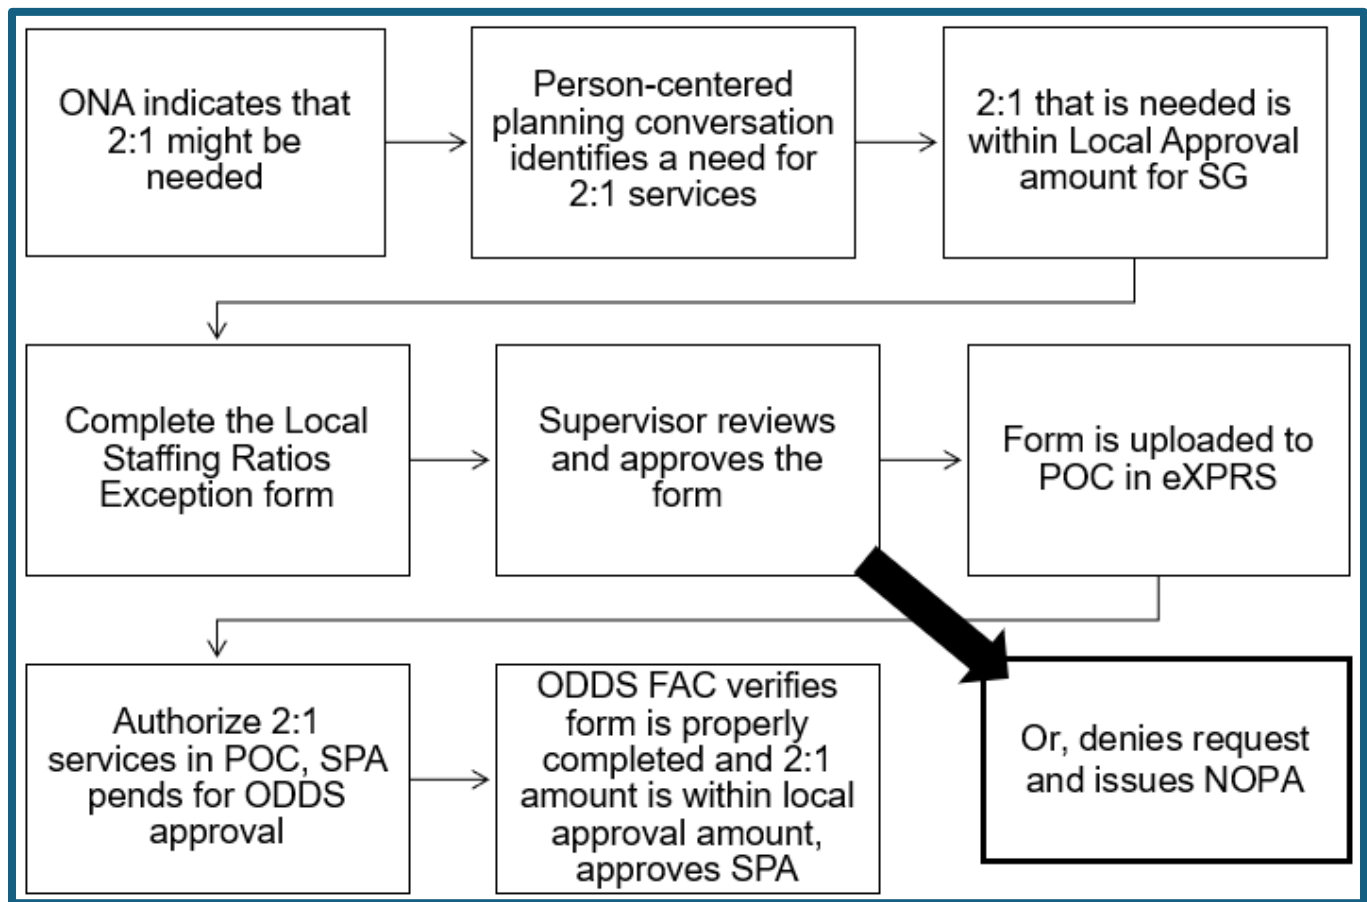 ONA indicates that
2:1 might be
needed
Person-centered
planning conversation
identifies a need for
2:1 services
2:1 that is needed is
within Local Approval
amount for SG
Complete the Local
Staffing Ratios
Exception form
Supervisor reviews
and approves the
form
Form is uploaded to
POC in eXPRS
Authorize 2:1
services in POC, SPA
pends for ODDS
approval
ODDS FAC verifies
form is properly
completed and 2:1
amount is within local
approval amount,
approves SPA
Or, denies request
and issues NOPA